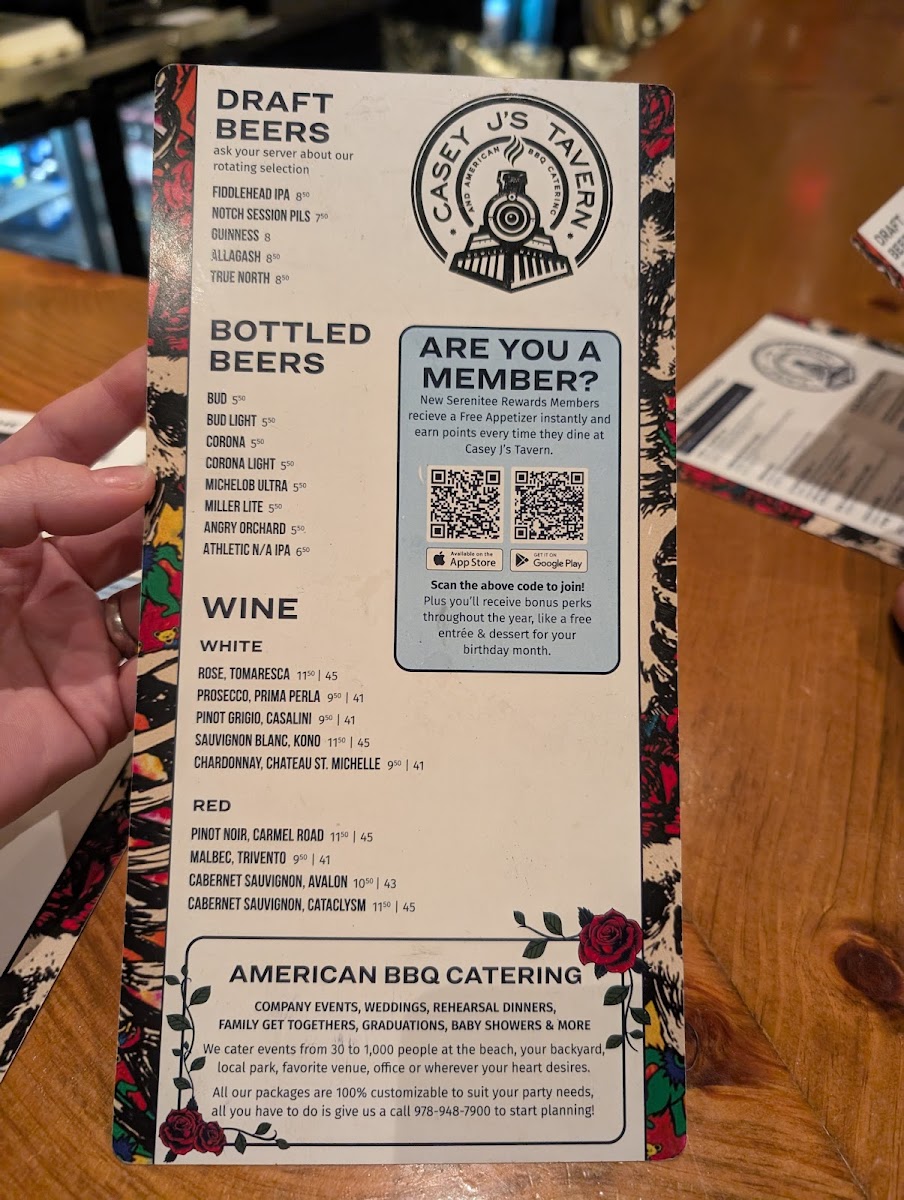 DRAFT
BEERS
ask your server about our
rotating selection
FIDDLEHEAD IPA 8⁵⁰
NOTCH SESSION PILS 7⁵⁰
GUINNESS 8
ALLAGASH 8⁵⁰
TRUE NORTH 8⁵⁰
CASEY J'S TAVERN
AND AMERICAN BBQ CATERING
BOTTLED
BEERS
BUD 5⁵⁰
BUD LIGHT 5⁵⁰
CORONA 5⁵⁰
CORONA LIGHT 5⁵⁰
MICHELOB ULTRA 5⁵⁰
MILLER LITE 5⁵⁰
ANGRY ORCHARD 5⁵⁰
ATHLETIC N/A IPA 6⁵⁰
ARE YOU A
MEMBER?
New Serenitee Rewards Members
recieve a Free Appetizer instantly and
earn points every time they dine at
Casey J's Tavern.
Available on the
App Store
GET IT ON
Google Play
Scan the above code to join!
Plus you'll receive bonus perks
throughout the year, like a free
entrée & dessert for your
birthday month.
WINE
WHITE
ROSE, TOMARESCA 11⁵⁰ | 45
PROSECCO, PRIMA PERLA 9⁵⁰ | 41
PINOT GRIGIO, CASALINI 9⁵⁰ | 41
SAUVIGNON BLANC, KONO 11⁵⁰ | 45
CHARDONNAY, CHATEAU ST. MICHELLE 9⁵⁰ | 41
RED
PINOT NOIR, CARMEL ROAD 11⁵⁰ | 45
MALBEC, TRIVENTO 9⁵⁰ | 41
CABERNET SAUVIGNON, AVALON 10⁵⁰ | 43
CABERNET SAUVIGNON, CATACLYSM 11⁵⁰ | 45
AMERICAN BBQ CATERING
COMPANY EVENTS, WEDDINGS, REHEARSAL DINNERS,
FAMILY GET TOGETHERS, GRADUATIONS, BABY SHOWERS & MORE
We cater events from 30 to 1,000 people at the beach, your backyard,
local park, favorite venue, office or wherever your heart desires.
All our packages are 100% customizable to suit your party needs,
all you have to do is give us a call 978-948-7900 to start planning!
DRAFT